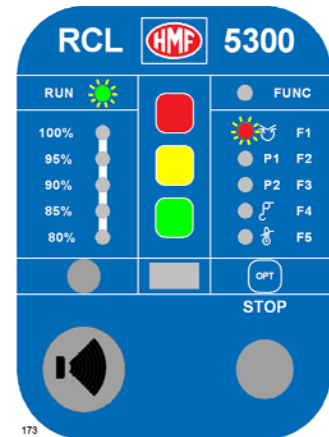 RCL HMF 5300
RUN
FUNC
100%
95%
90%
85%
80%
F1
P1 F2
P2 F3
F4
F5
OPT
STOP
173